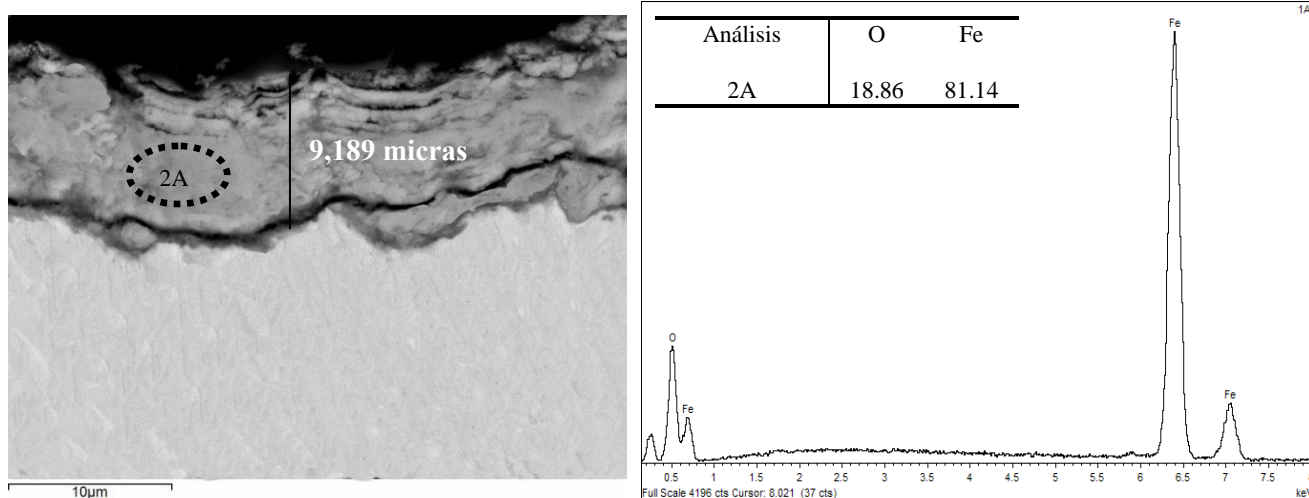 9,189 micras
2A
10µm
1A
Análisis O Fe
2A 18.86 81.14
Fe
O
Fe
Fe
0.5 1 1.5 2 2.5 3 3.5 4 4.5 5 5.5 6 6.5 7 7.5
Full Scale 4196 cts Cursor: 8.021 (37 cts)